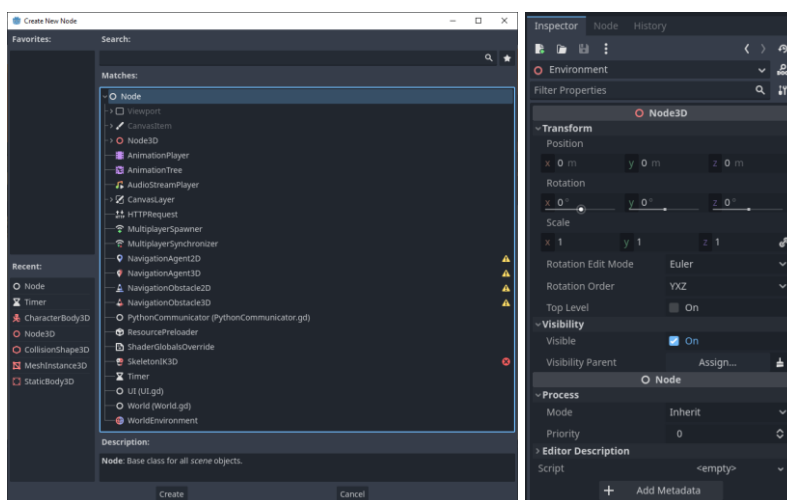 Create New Node
Favorites:
Search:
Matches:
Node
Viewport
CanvasItem
Node3D
AnimationPlayer
AnimationTree
AudioStreamPlayer
CanvasLayer
HTTPRequest
MultiplayerSpawner
MultiplayerSynchronizer
NavigationAgent2D
NavigationAgent3D
NavigationObstacle2D
NavigationObstacle3D
PythonCommunicator (PythonCommunicator.gd)
ResourcePreloader
ShaderGlobalsOverride
SkeletonIK3D
Timer
UI (UI.gd)
World (World.gd)
WorldEnvironment
Recent:
Node
Timer
CharacterBody3D
Node3D
CollisionShape3D
MeshInstance3D
StaticBody3D
Description:
Node: Base class for all scene objects.
Create Cancel
Inspector Node History
Environment
Filter Properties
Node3D
Transform
Position
x 0 m y 0 m z 0 m
Rotation
x 0° y 0° z 0°
Scale
x 1 y 1 z 1
Rotation Edit Mode Euler
Rotation Order YXZ
Top Level On
Visibility
Visible On
Visibility Parent Assign...
Node
Process
Mode Inherit
Priority 0
Editor Description
Script <empty>
+ Add Metadata